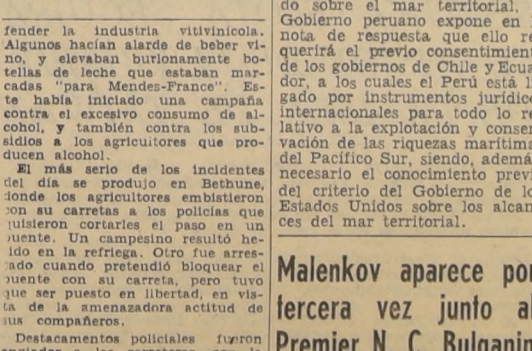 fender la industria vitivinícola.
Algunos hacían alarde de beber vi-
no, y elevaban burlonamente bo-
tellas de leche que estaban mar-
cadas "para Mendes-France". Es-
te había iniciado una campaña
contra el excesivo consumo de al-
cohol, y también contra los sub-
sidios a los agricultores que pro-
ducen alcohol.
El más serio de los incidentes
del día se produjo en Bethune,
donde los agricultores embistieron
con su carretas a los policías que
quisieron cortarles el paso en un
puente. Un campesino resultó he-
ido en la refriega. Otro fue arres-
ado cuando pretendió bloquear el
puente con su carreta, pero tuvo
que ser puesto en libertad, en vis-
ta de la amenazadora actitud de
sus compañeros.
Destacamentos policiales fueron
do sobre el mar territorial,
Gobierno peruano expone en
nota de respuesta que ello re
querirá el previo consentimien
de los gobiernos de Chile y Ecua
dor, a los cuales el Perú está li
gado por instrumentos jurídico
internacionales para todo lo re
lativo a la explotación y conser
vación de las riquezas marítima
del Pacífico Sur, siendo, ademá
necesario el conocimiento previ
del criterio del Gobierno de lo
Estados Unidos sobre los alcan
ces del mar territorial.
Malenkov aparece por
tercera vez junto al
Premier N. C. Bulgani